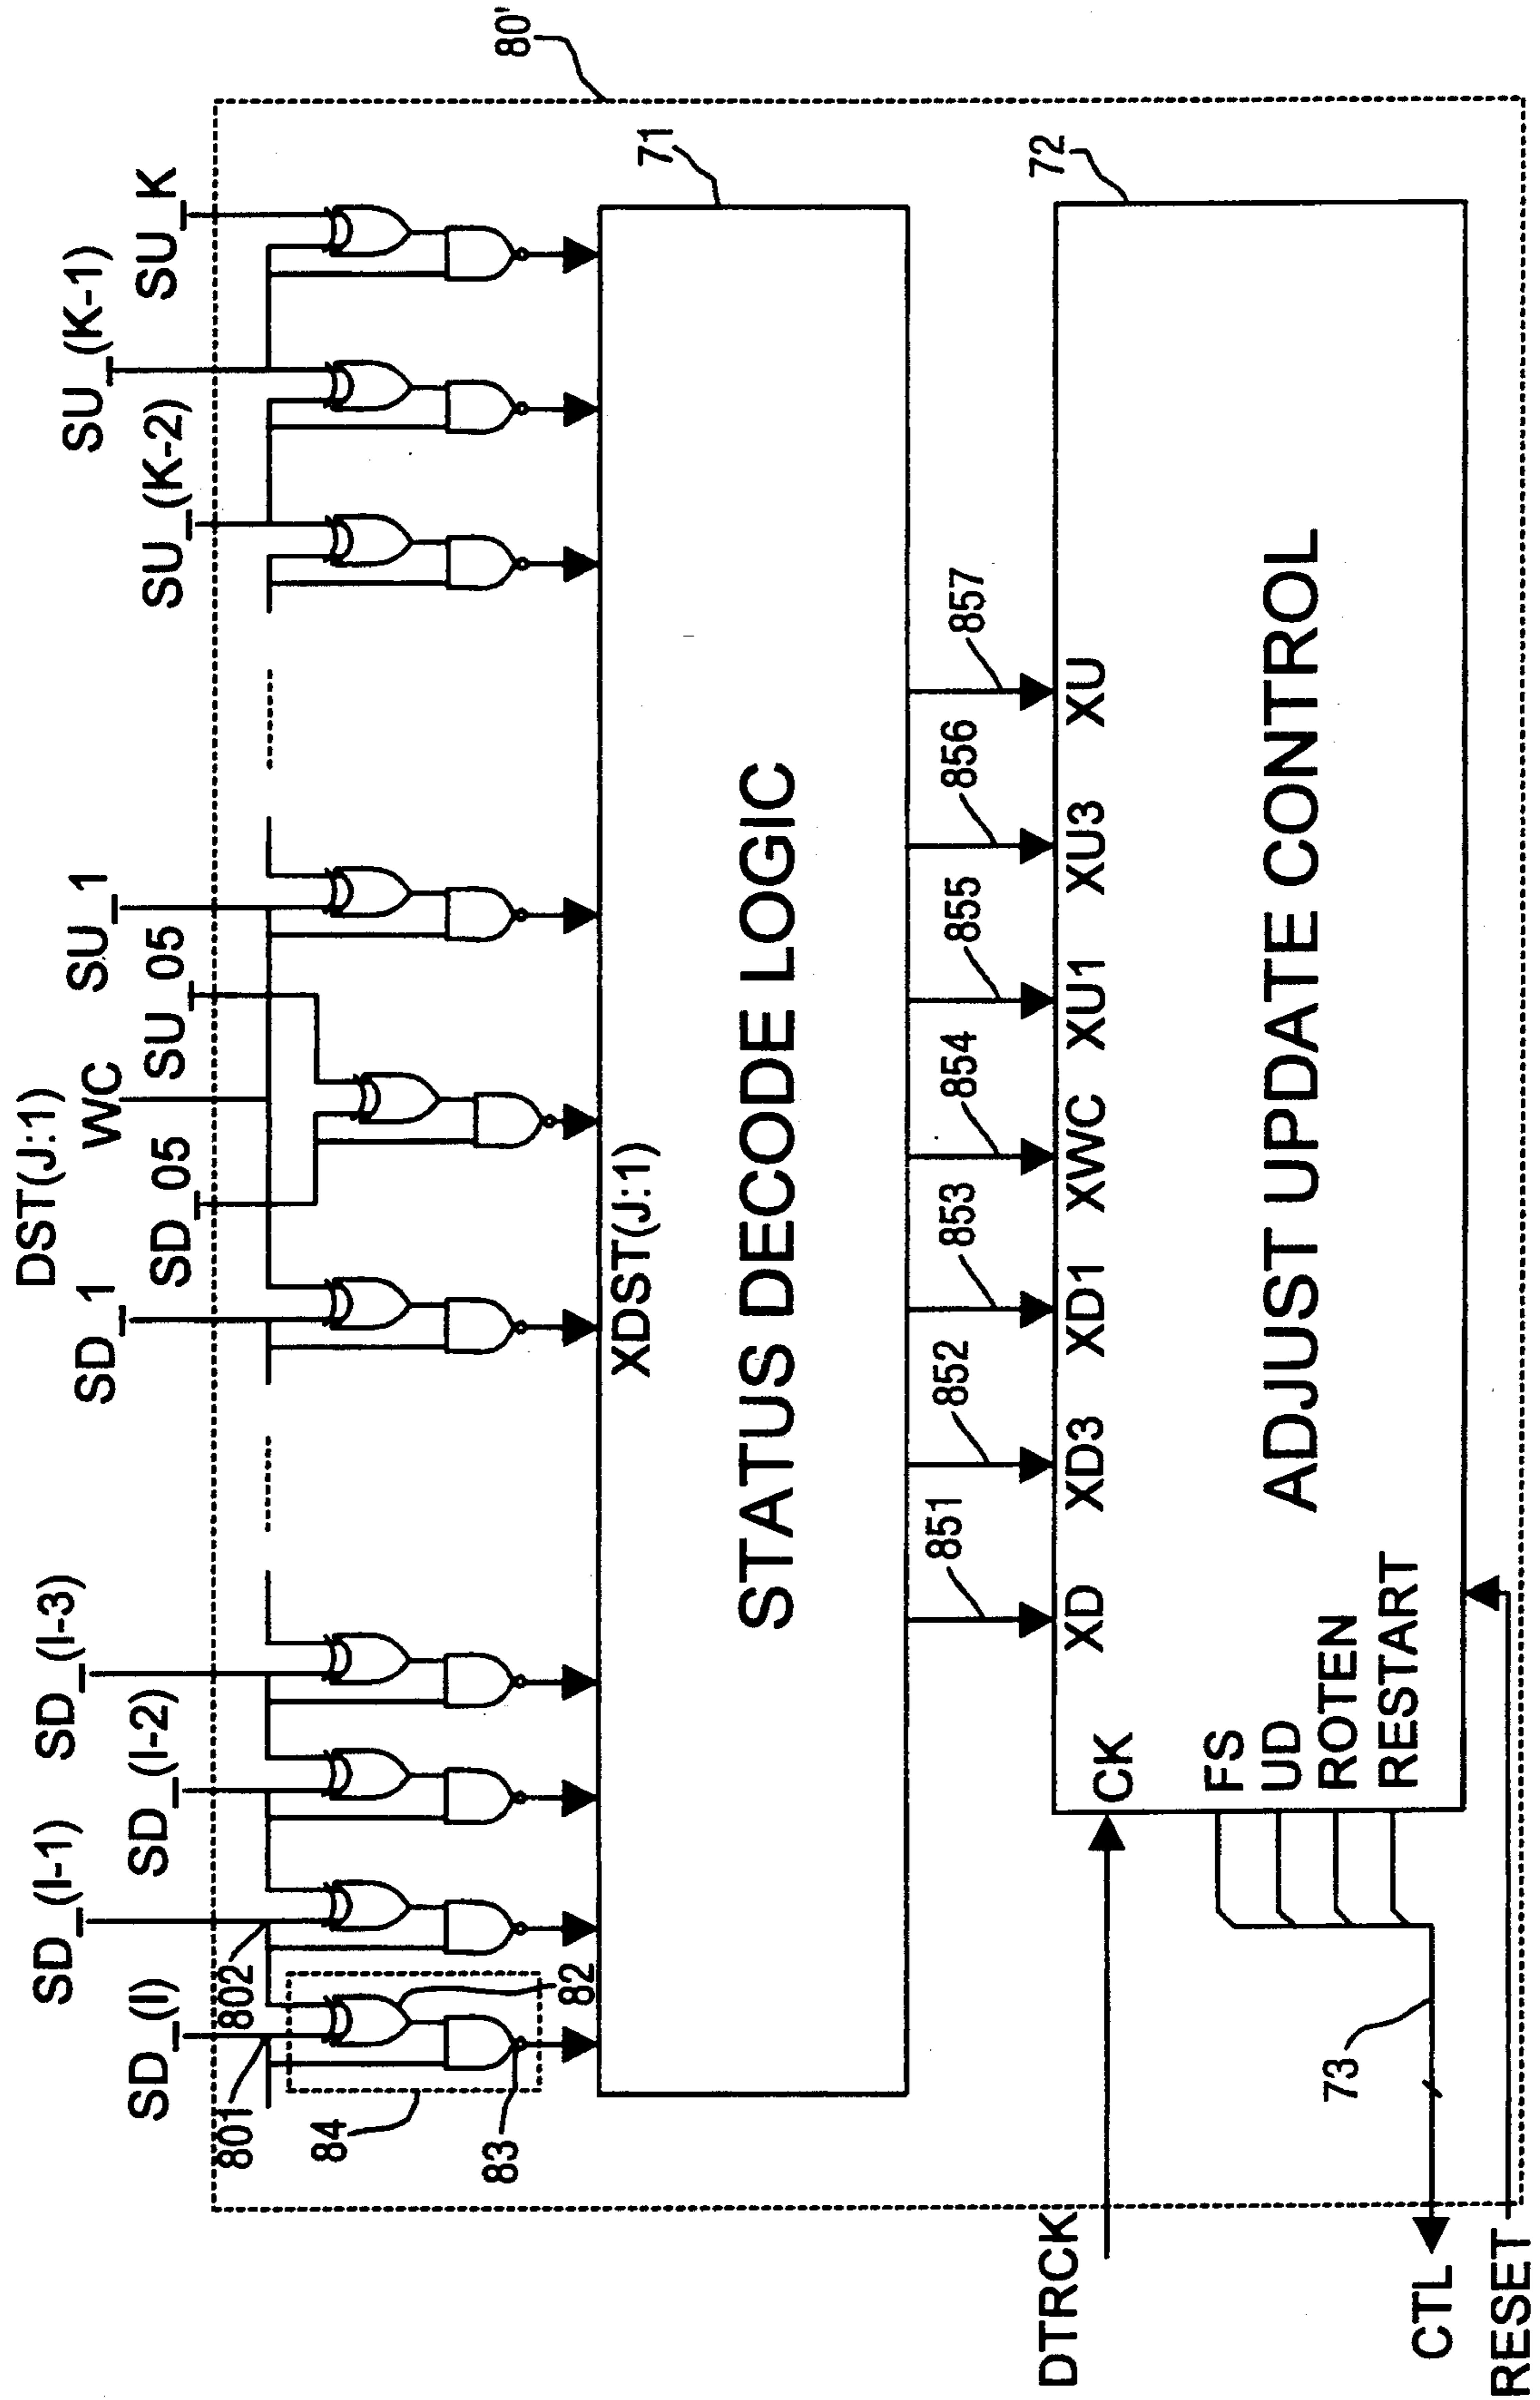 DST(J:1)
SD_(I)
SD_(I-1)
SD_(I-2)
SD_(I-3)
SD_1
SD_05
WC
SU_05
SU_1
SU_(K-2)
SU_(K-1)
SU_K
80'
801
802
84
82
83
XDST(J:1)
71
STATUS DECODE LOGIC
851
852
853
854
855
856
857
72
XD
XD3
XD1
XWC
XU1
XU3
XU
CK
ADJUST UPDATE CONTROL
FS
UD
ROTEN
RESTART
73
DTRCK
CTL
RESET